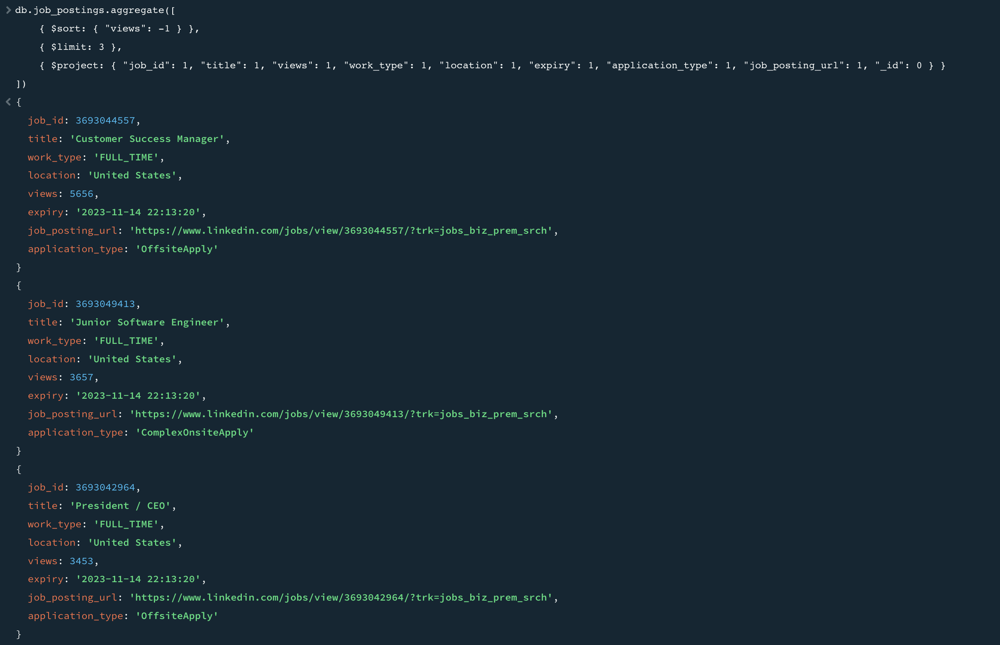 db.job_postings.aggregate([
{ $sort: { "views": -1 } },
{ $limit: 3 },
{ $project: { "job_id": 1, "title": 1, "views": 1, "work_type": 1, "location": 1, "expiry": 1, "application_type": 1, "job_posting_url": 1, "_id": 0 } }
])
{
job_id: 3693044557,
title: 'Customer Success Manager',
work_type: 'FULL_TIME',
location: 'United States',
views: 5656,
expiry: '2023-11-14 22:13:20',
job_posting_url: 'https://www.linkedin.com/jobs/view/3693044557/?trk=jobs_biz_prem_srch',
application_type: 'OffsiteApply'
}
{
job_id: 3693049413,
title: 'Junior Software Engineer',
work_type: 'FULL_TIME',
location: 'United States',
views: 3657,
expiry: '2023-11-14 22:13:20',
job_posting_url: 'https://www.linkedin.com/jobs/view/3693049413/?trk=jobs_biz_prem_srch',
application_type: 'ComplexOnsiteApply'
}
{
job_id: 3693042964,
title: 'President / CEO',
work_type: 'FULL_TIME',
location: 'United States',
views: 3453,
expiry: '2023-11-14 22:13:20',
job_posting_url: 'https://www.linkedin.com/jobs/view/3693042964/?trk=jobs_biz_prem_srch',
application_type: 'OffsiteApply'
}